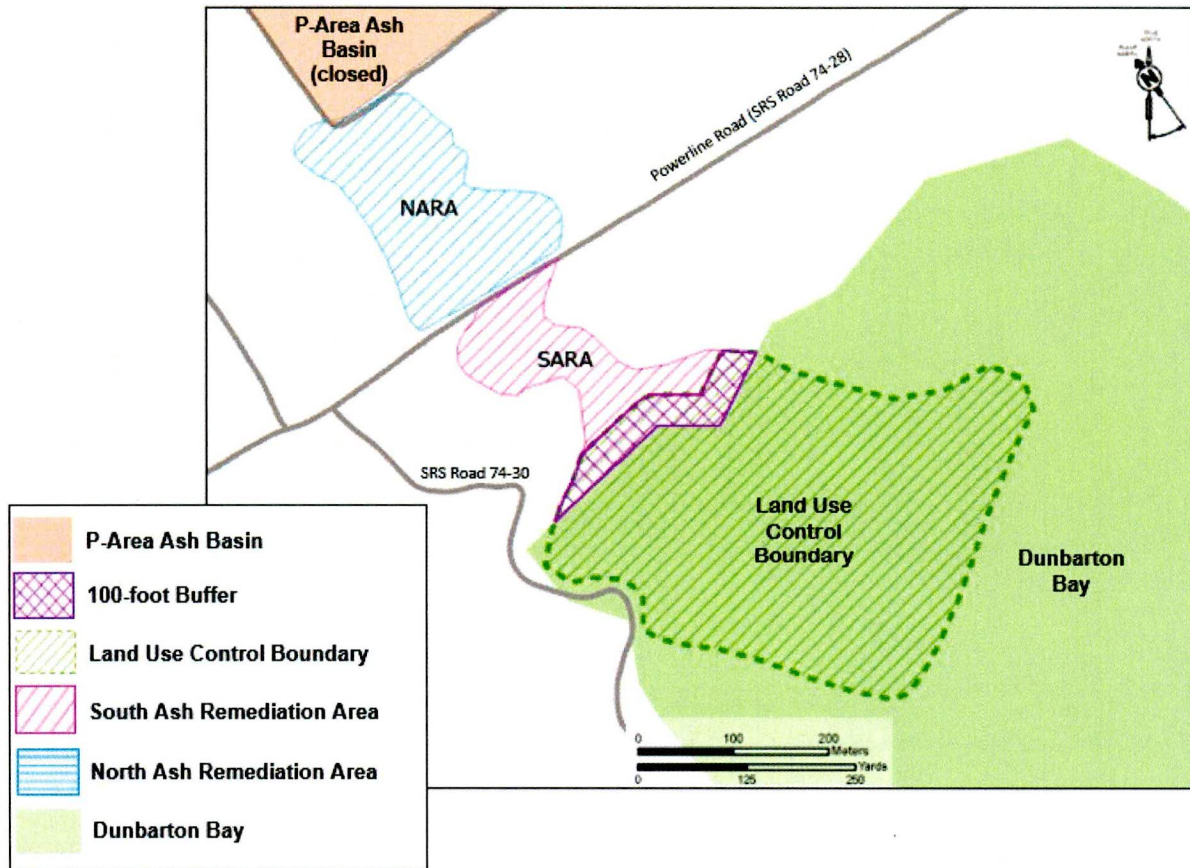 P-Area Ash
Basin
(closed)
NARA
Powerline Road (SRS Road 74-28)
N
SARA
SRS Road 74-30
Land Use
Control
Boundary
Dunbarton
Bay
P-Area Ash Basin
100-foot Buffer
Land Use Control Boundary
South Ash Remediation Area
North Ash Remediation Area
Dunbarton Bay
0 100 200
Meters
Yards
0 125 250